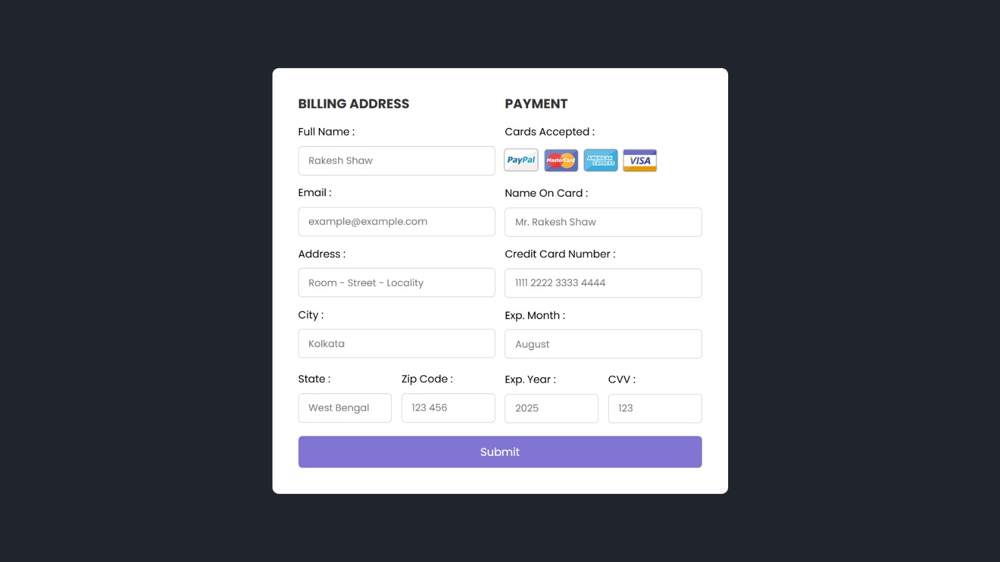 BILLING ADDRESS
Full Name :
Rakesh Shaw
Email :
example@example.com
Address :
Room - Street - Locality
City :
Kolkata
State :
Zip Code :
West Bengal
123 456
PAYMENT
Cards Accepted :
PayPal
MasterCard
AMERICAN
EXPRESS
VISA
Name On Card :
Mr. Rakesh Shaw
Credit Card Number :
1111 2222 3333 4444
Exp. Month :
August
Exp. Year :
CVV :
2025
123
Submit